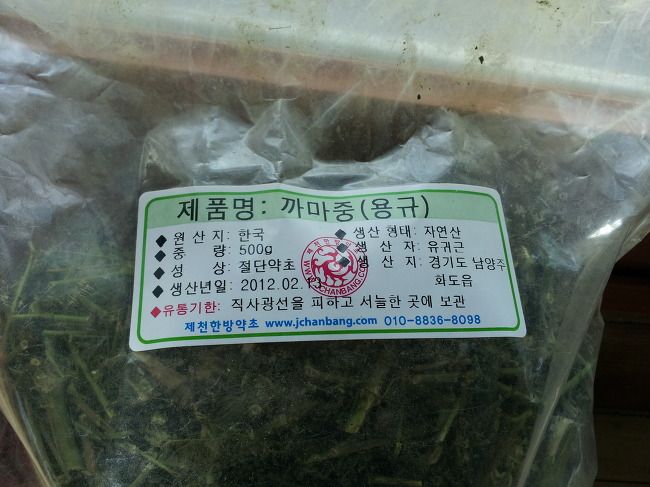 제품명: 까마중(용규)
◆ 원 산 지: 한국 ◆ 생산 형태: 자연산
◆ 중 량: 500g ◆ 생 산 자: 유귀근
◆ 성 상: 절단약초 ◆ 생 산 지: 경기도 남양주
◆ 생산년일: 2012.02.13 화도읍
◆유통기한: 직사광선을 피하고 서늘한 곳에 보관
제천한방약초 www.jchanbang.com 010-8836-8098
WWW.JCHANBANG.COM